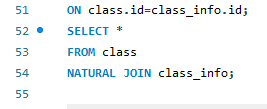 51 ON class.id=class_info.id;
52 SELECT *
53 FROM class
54 NATURAL JOIN class_info;
55